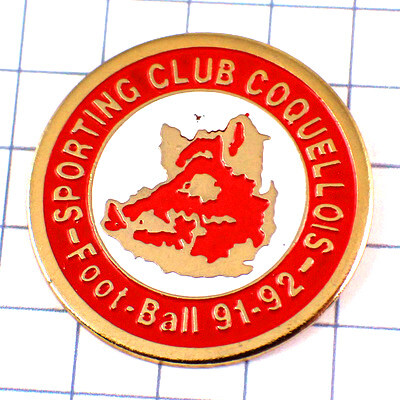 SPORTING CLUB COQUELLOIS
-Foot-Ball 91-92-